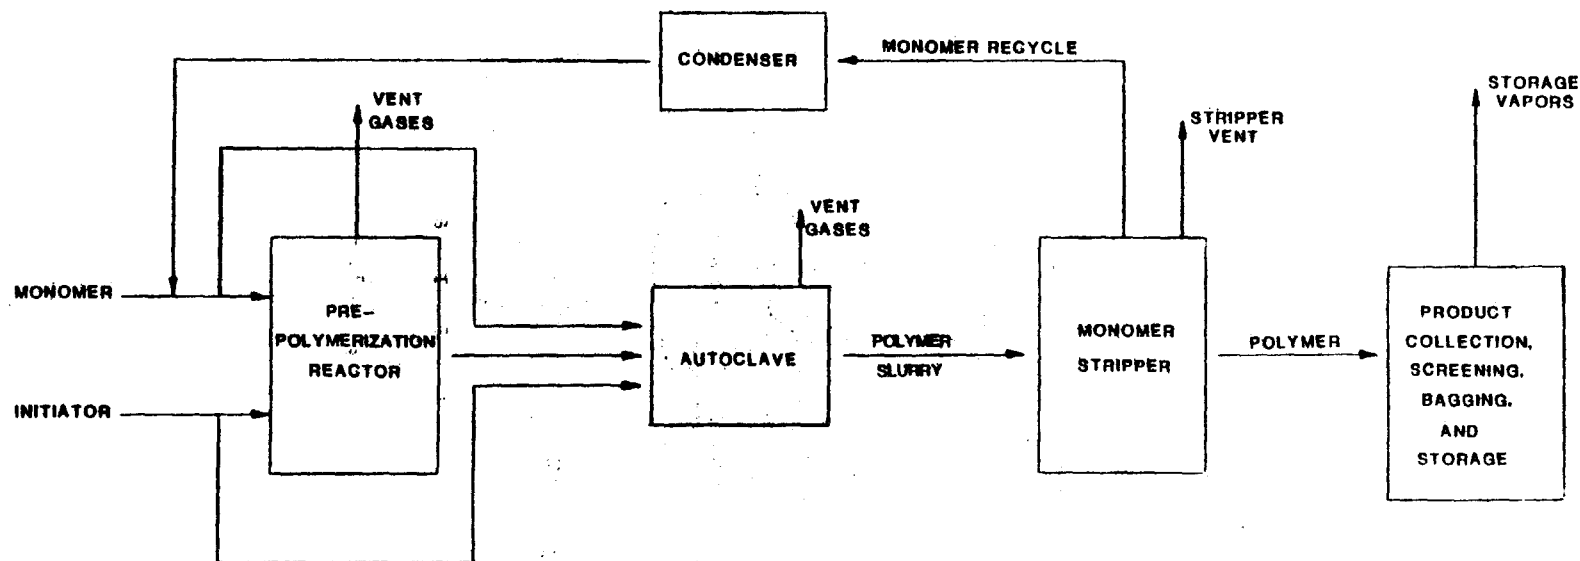 CONDENSER
MONOMER RECYCLE
STORAGE
VAPORS
VENT
GASES
STRIPPER
VENT
VENT
GASES
MONOMER
PRE-
POLYMERIZATION
REACTOR
INITIATOR
AUTOCLAVE
POLYMER
SLURRY
MONOMER
STRIPPER
POLYMER
PRODUCT
COLLECTION,
SCREENING,
BAGGING,
AND
STORAGE